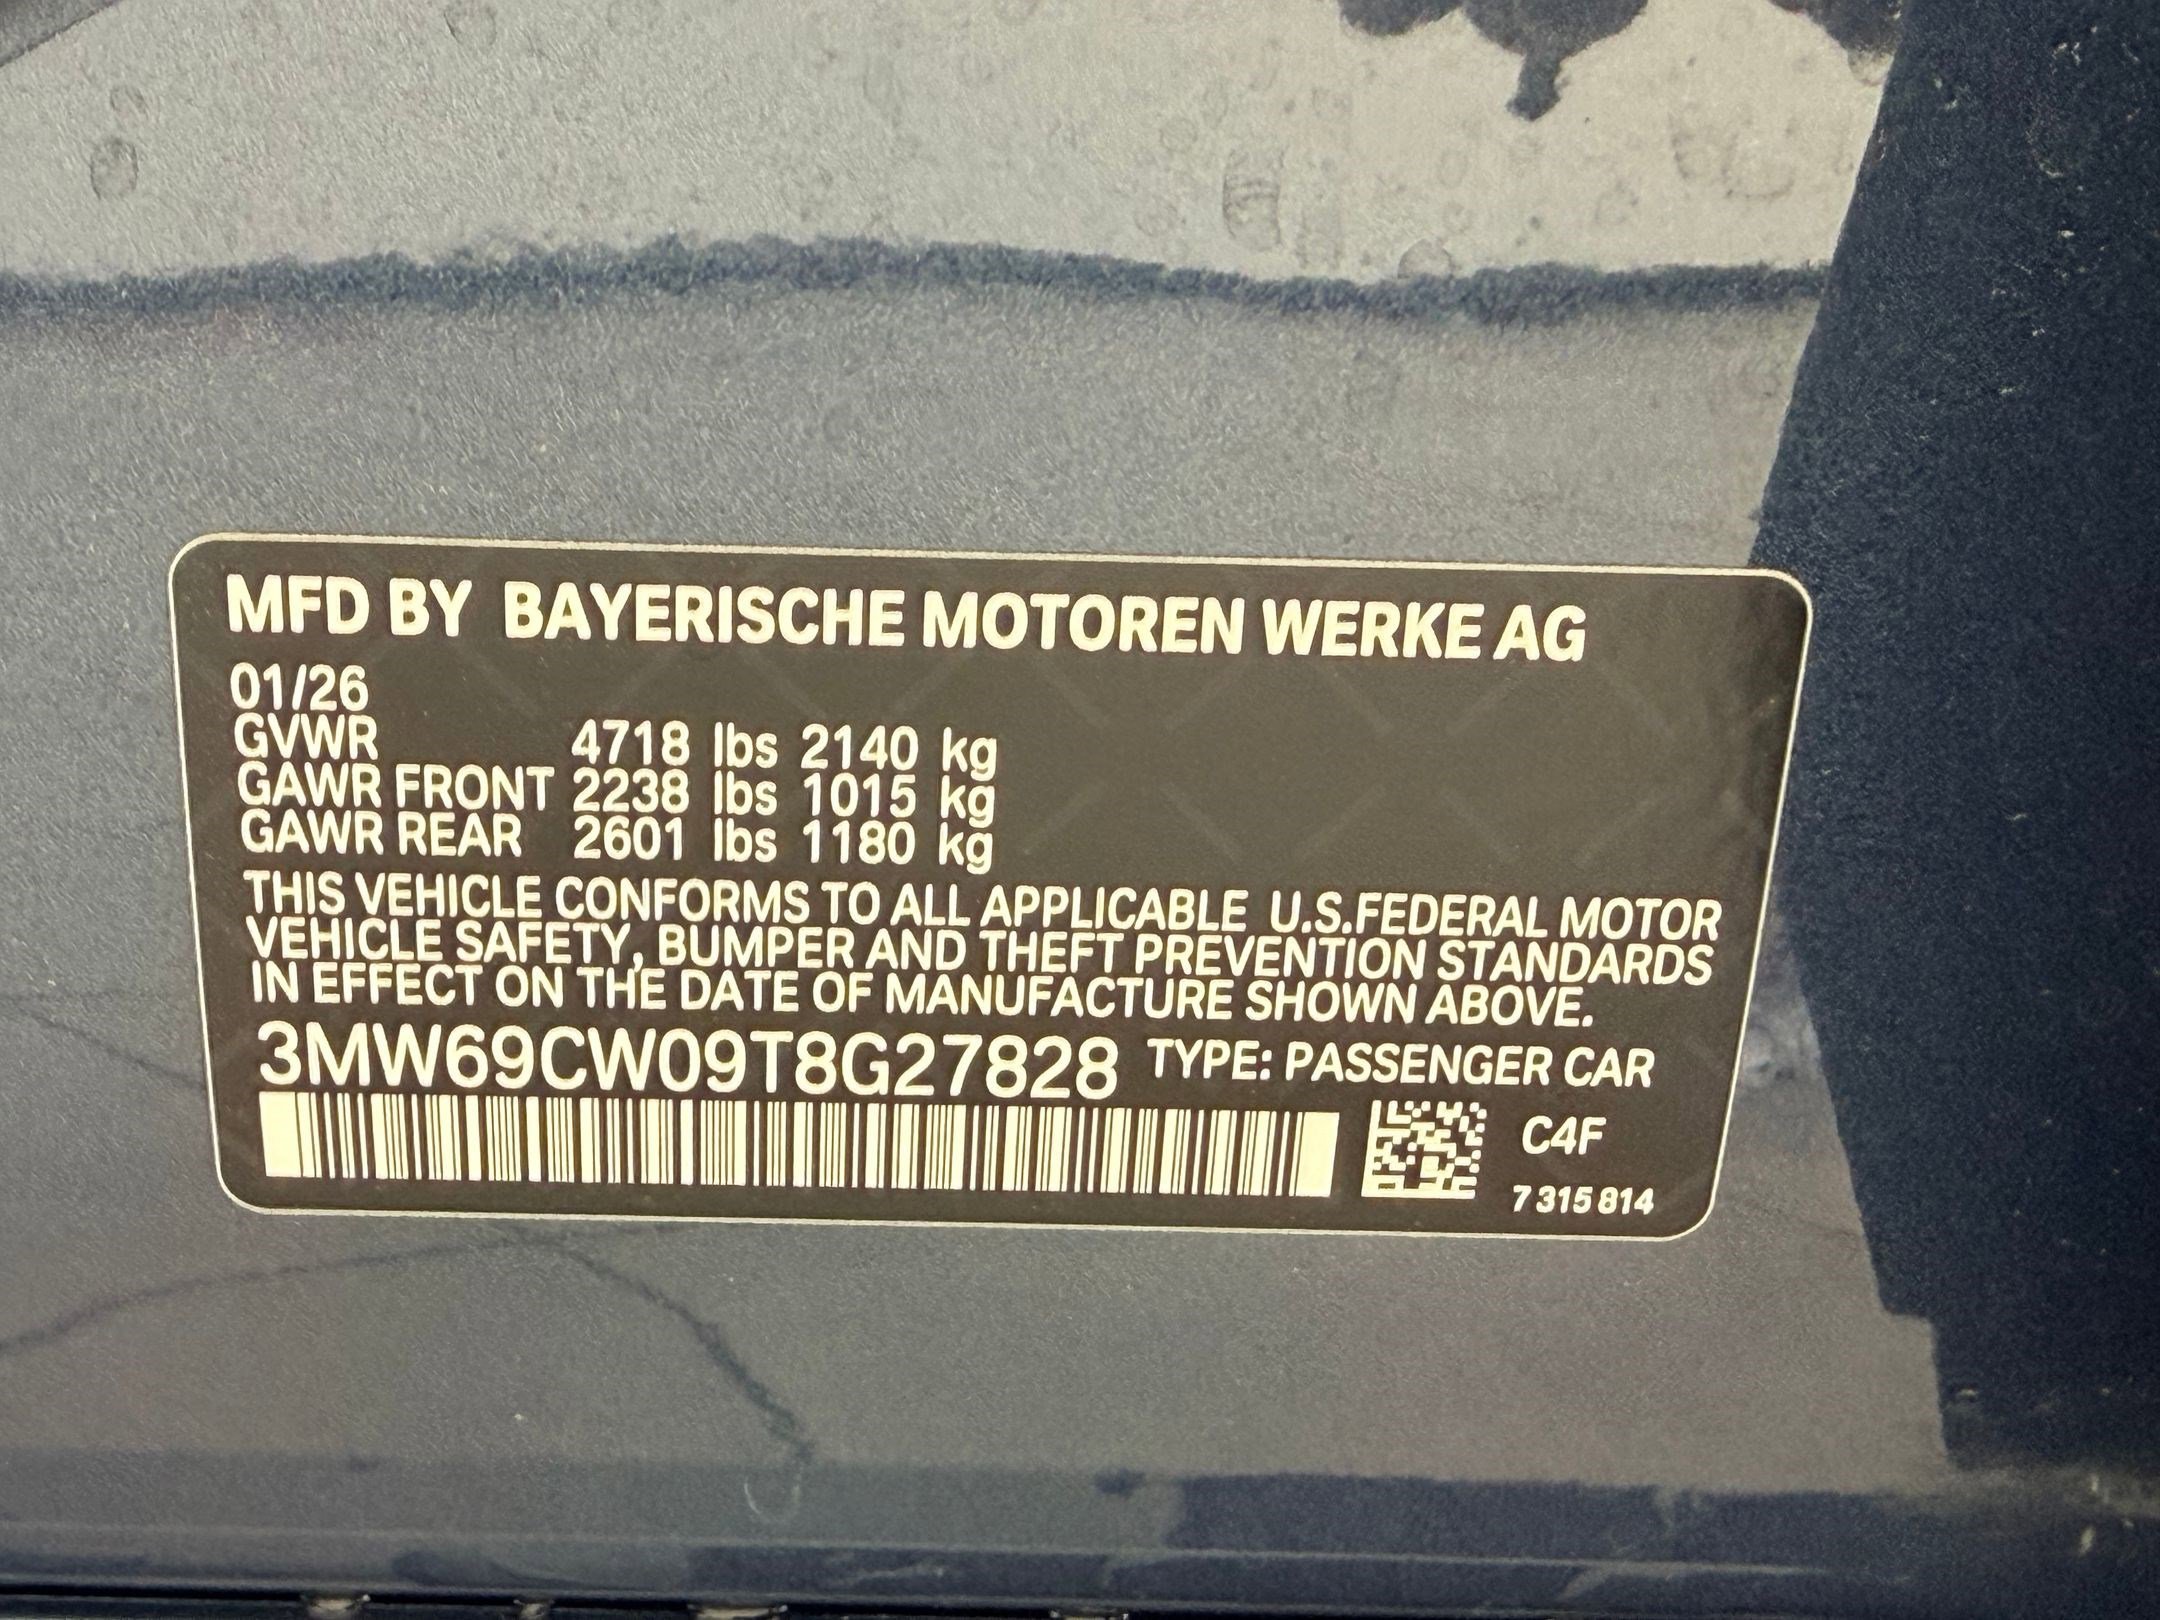 MFD BY BAYERISCHE MOTOREN WERKE AG
01/26
GVWR 4718 lbs 2140 kg
GAWR FRONT 2238 lbs 1015 kg
GAWR REAR 2601 lbs 1180 kg
THIS VEHICLE CONFORMS TO ALL APPLICABLE U.S.FEDERAL MOTOR
VEHICLE SAFETY, BUMPER AND THEFT PREVENTION STANDARDS
IN EFFECT ON THE DATE OF MANUFACTURE SHOWN ABOVE.
3MW69CW09T8G27828 TYPE: PASSENGER CAR
C4F
7 315 814